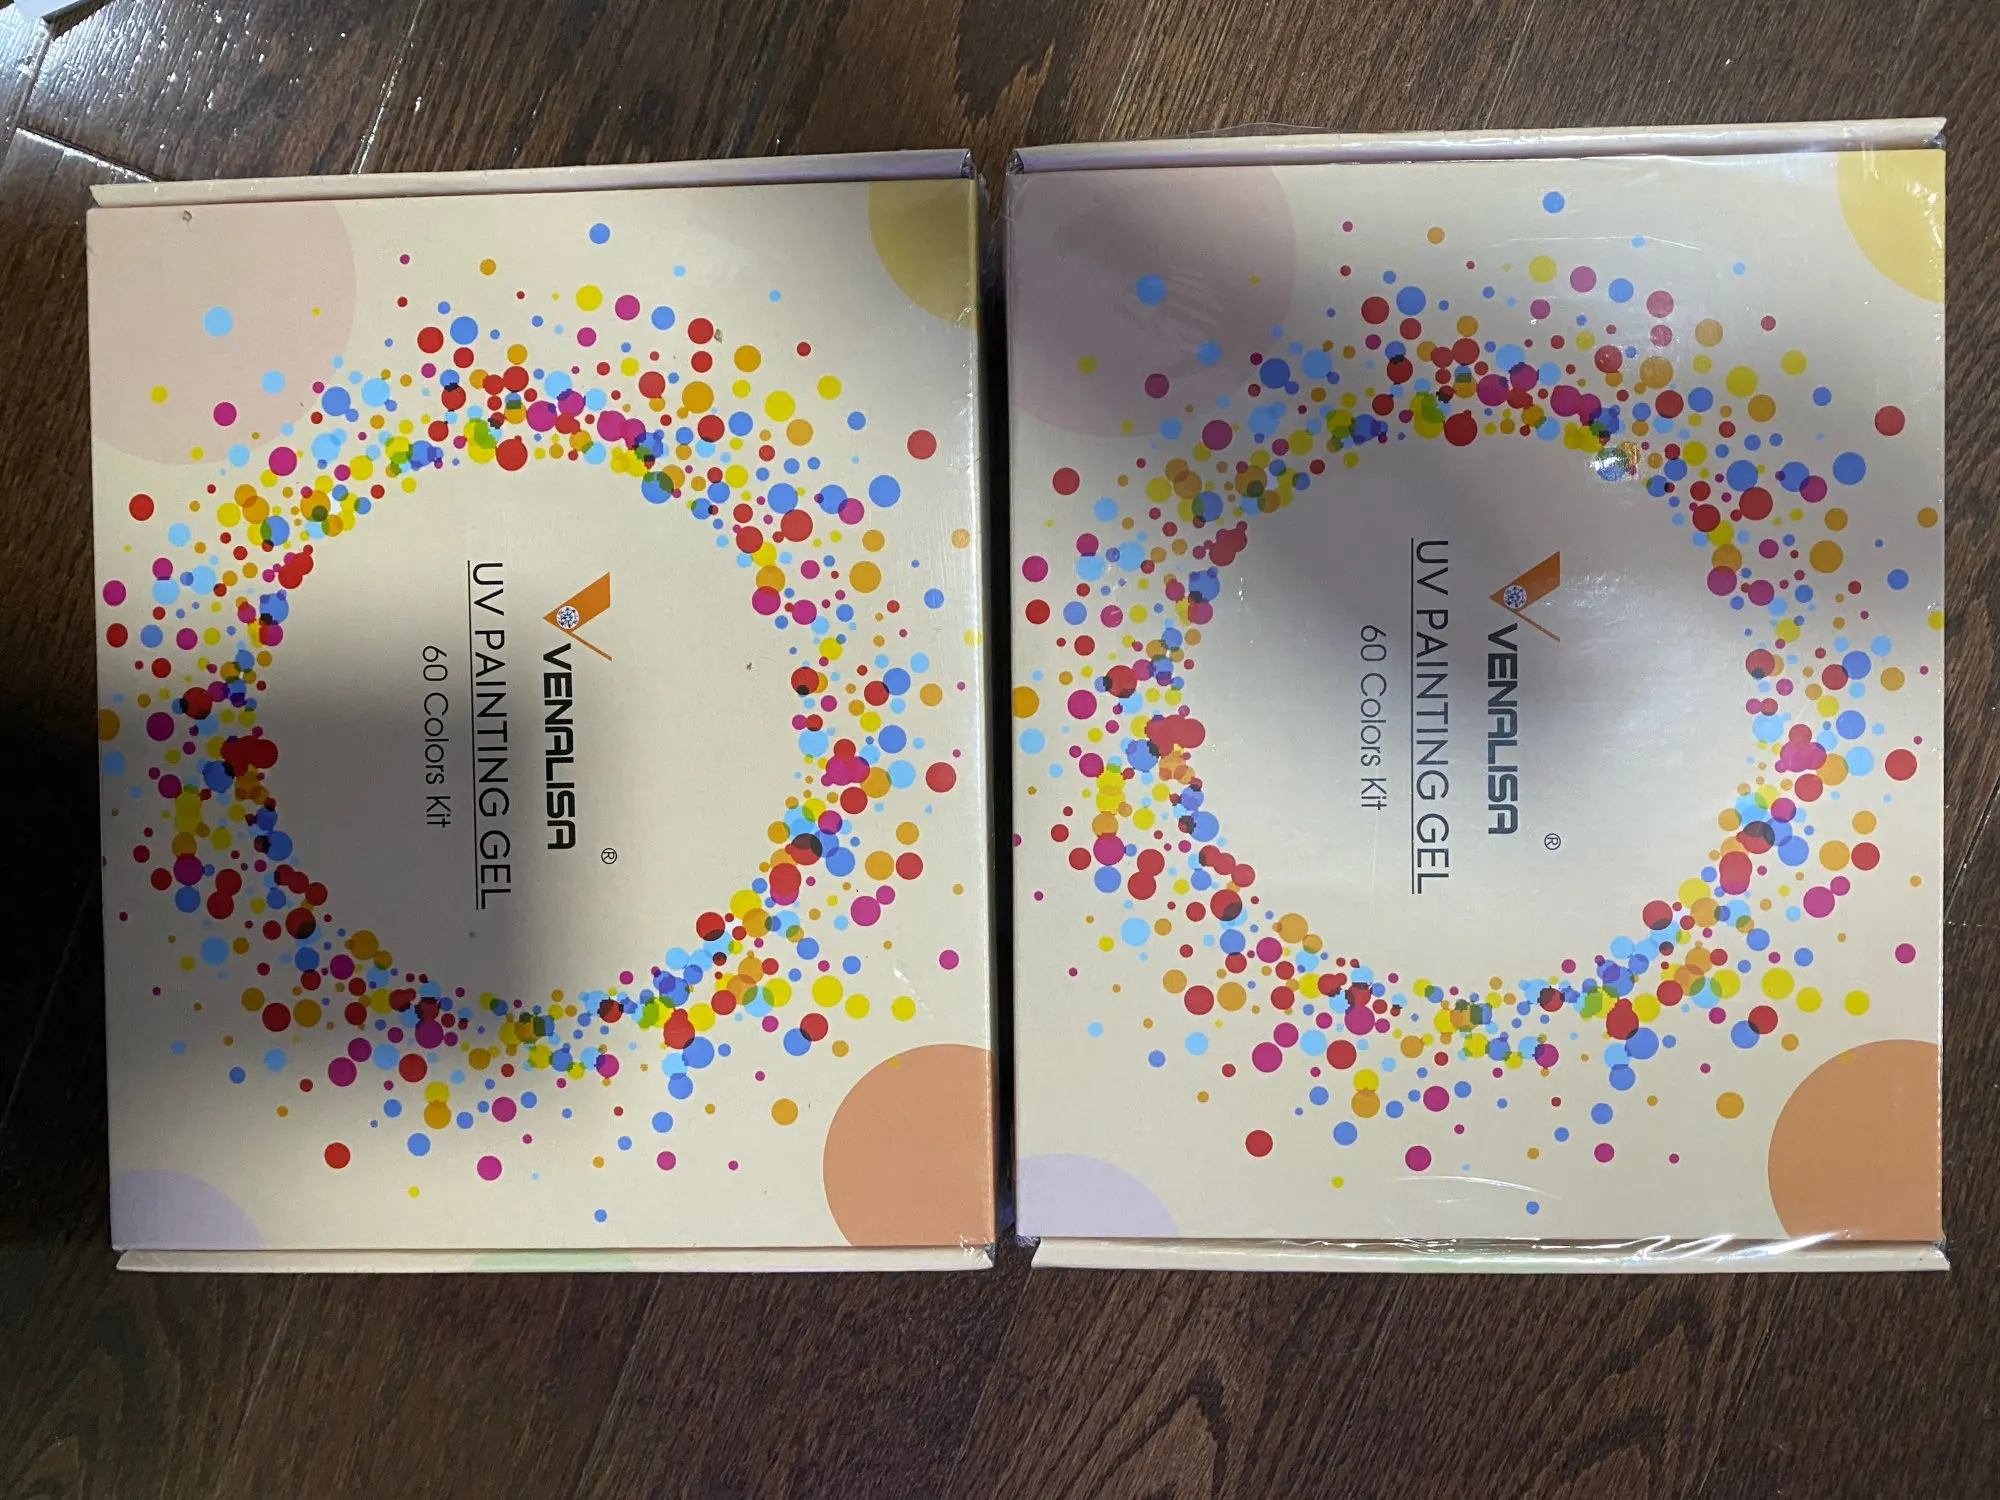 VENALISA ®
UV PAINTING GEL
60 Colors Kit
VENALISA ®
UV PAINTING GEL
60 Colors Kit